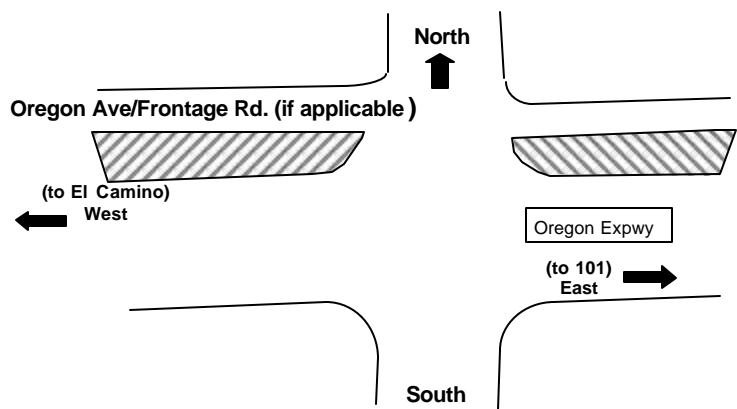 North
Oregon Ave/Frontage Rd. (if applicable)
(to El Camino)
West
Oregon Expwy
(to 101)
East
South